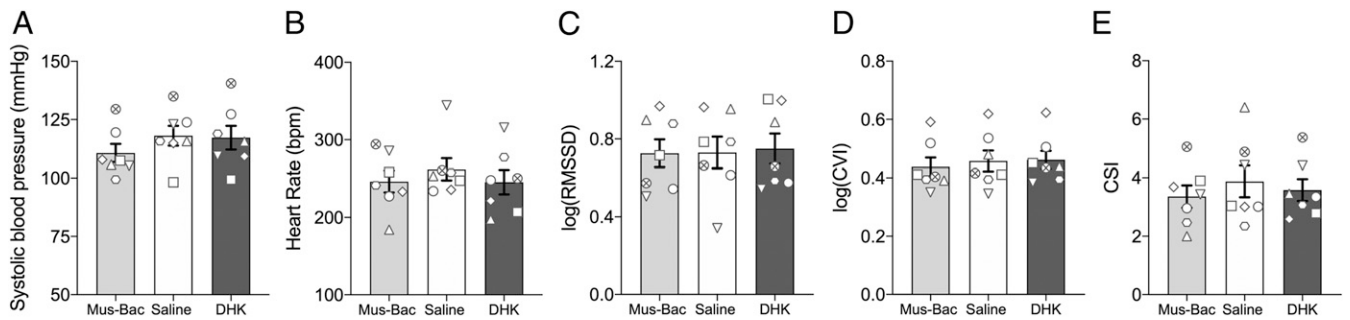 A
Systolic blood pressure (mmHg)
150
125
100
75
50
Mus-Bac Saline DHK
B
Heart Rate (bpm)
400
300
200
100
Mus-Bac Saline DHK
C
log(RMSSD)
1.2
0.8
0.4
0.0
Mus-Bac Saline DHK
D
log(CVI)
0.8
0.6
0.4
0.2
0.0
Mus-Bac Saline DHK
E
CSI
8
6
4
2
0
Mus-Bac Saline DHK